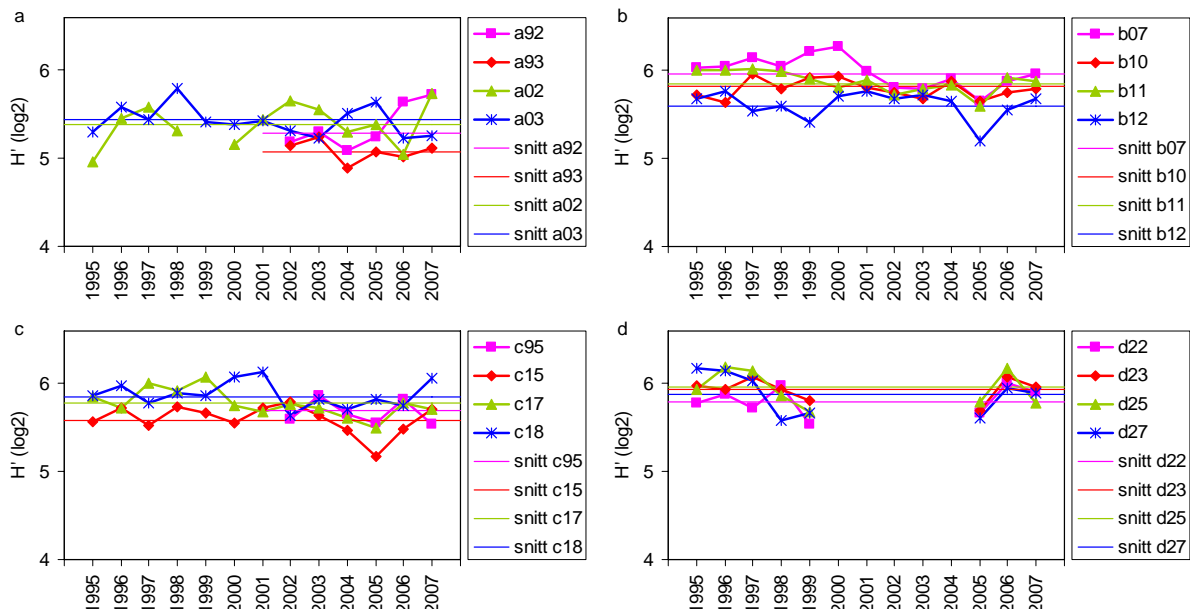 a
H' (log2)
6
5
4
1995
1996
1997
1998
1999
2000
2001
2002
2003
2004
2005
2006
2007
a92
a93
a02
a03
snitt a92
snitt a93
snitt a02
snitt a03
b
H' (log2)
6
5
4
1995
1996
1997
1998
1999
2000
2001
2002
2003
2004
2005
2006
2007
b07
b10
b11
b12
snitt b07
snitt b10
snitt b11
snitt b12
c
H' (log2)
6
5
4
1995
1996
1997
1998
1999
2000
2001
2002
2003
2004
2005
2006
2007
c95
c15
c17
c18
snitt c95
snitt c15
snitt c17
snitt c18
d
H' (log2)
6
5
4
1995
1996
1997
1998
1999
2000
2001
2002
2003
2004
2005
2006
2007
d22
d23
d25
d27
snitt d22
snitt d23
snitt d25
snitt d27